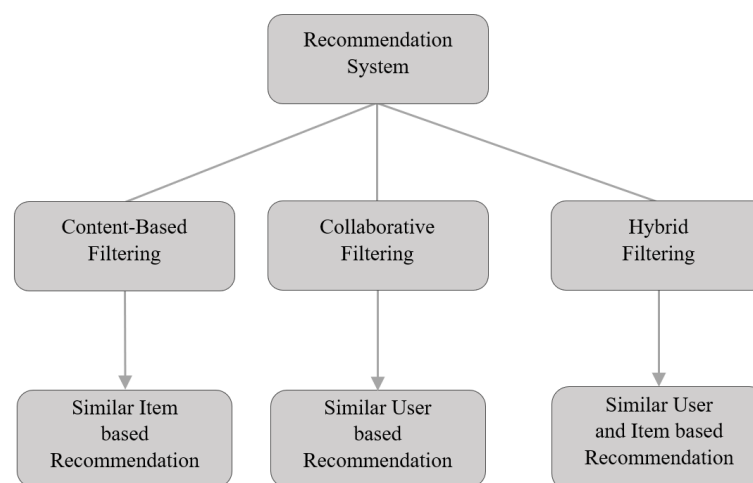 Recommendation
System
Content-Based
Filtering
Collaborative
Filtering
Hybrid
Filtering
Similar Item
based
Recommendation
Similar User
based
Recommendation
Similar User
and Item based
Recommendation